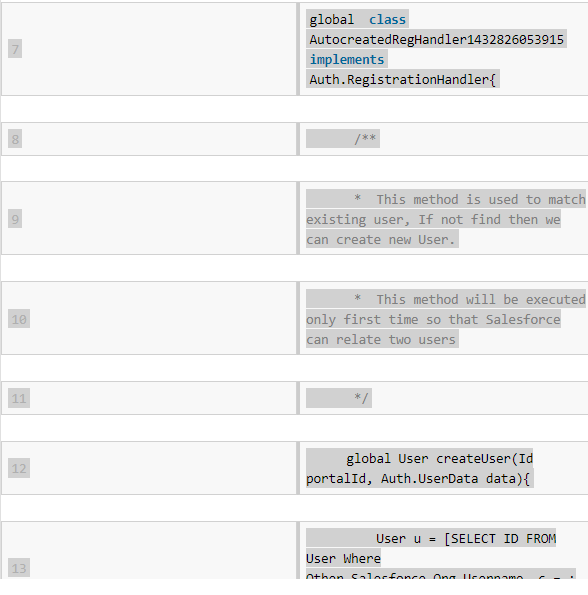 7
global class
AutocreatedRegHandler1432826053915
implements
Auth.RegistrationHandler{
8
/**
9
* This method is used to match
existing user, If not find then we
can create new User.
10
* This method will be executed
only first time so that Salesforce
can relate two users
11
*/
12
global User createUser(Id
portalId, Auth.UserData data){
13
User u = [SELECT ID FROM
User Where
Other_Salesforce_Org_Username__c = :